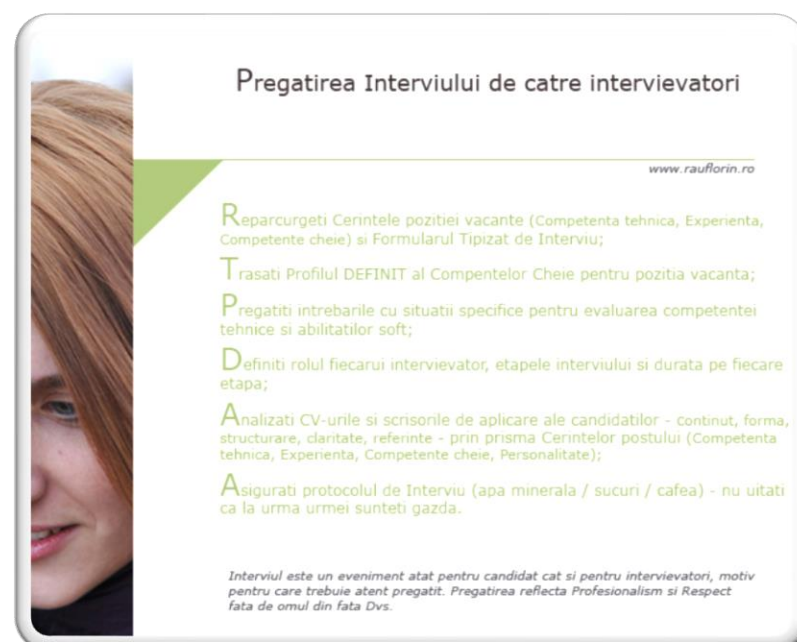 Pregatirea Interviului de catre intervievatori
www.rauflorin.ro
Reparcurgeti Cerintele pozitiei vacante (Competenta tehnica, Experienta,
Competente cheie) si Formularul Tipizat de Interviu;
Trasati Profilul DEFINIT al Compentelor Cheie pentru pozitia vacanta;
Pregatiti intrebarile cu situatii specifice pentru evaluarea competentei
tehnice si abilitatilor soft;
Definiti rolul fiecarui intervievator, etapele interviului si durata pe fiecare
etapa;
Analizati CV-urile si scrisorile de aplicare ale candidatilor - continut, forma,
structurare, claritate, referinte - prin prisma Cerintelor postului (Competenta
tehnica, Experienta, Competente cheie, Personalitate);
Asigurati protocolul de Interviu (apa minerala / sucuri / cafea) - nu uitati
ca la urma urmei sunteti gazda.
Interviul este un eveniment atat pentru candidat cat si pentru intervievatori, motiv
pentru care trebuie atent pregatit. Pregatirea reflecta Profesionalism si Respect
fata de omul din fata Dvs.